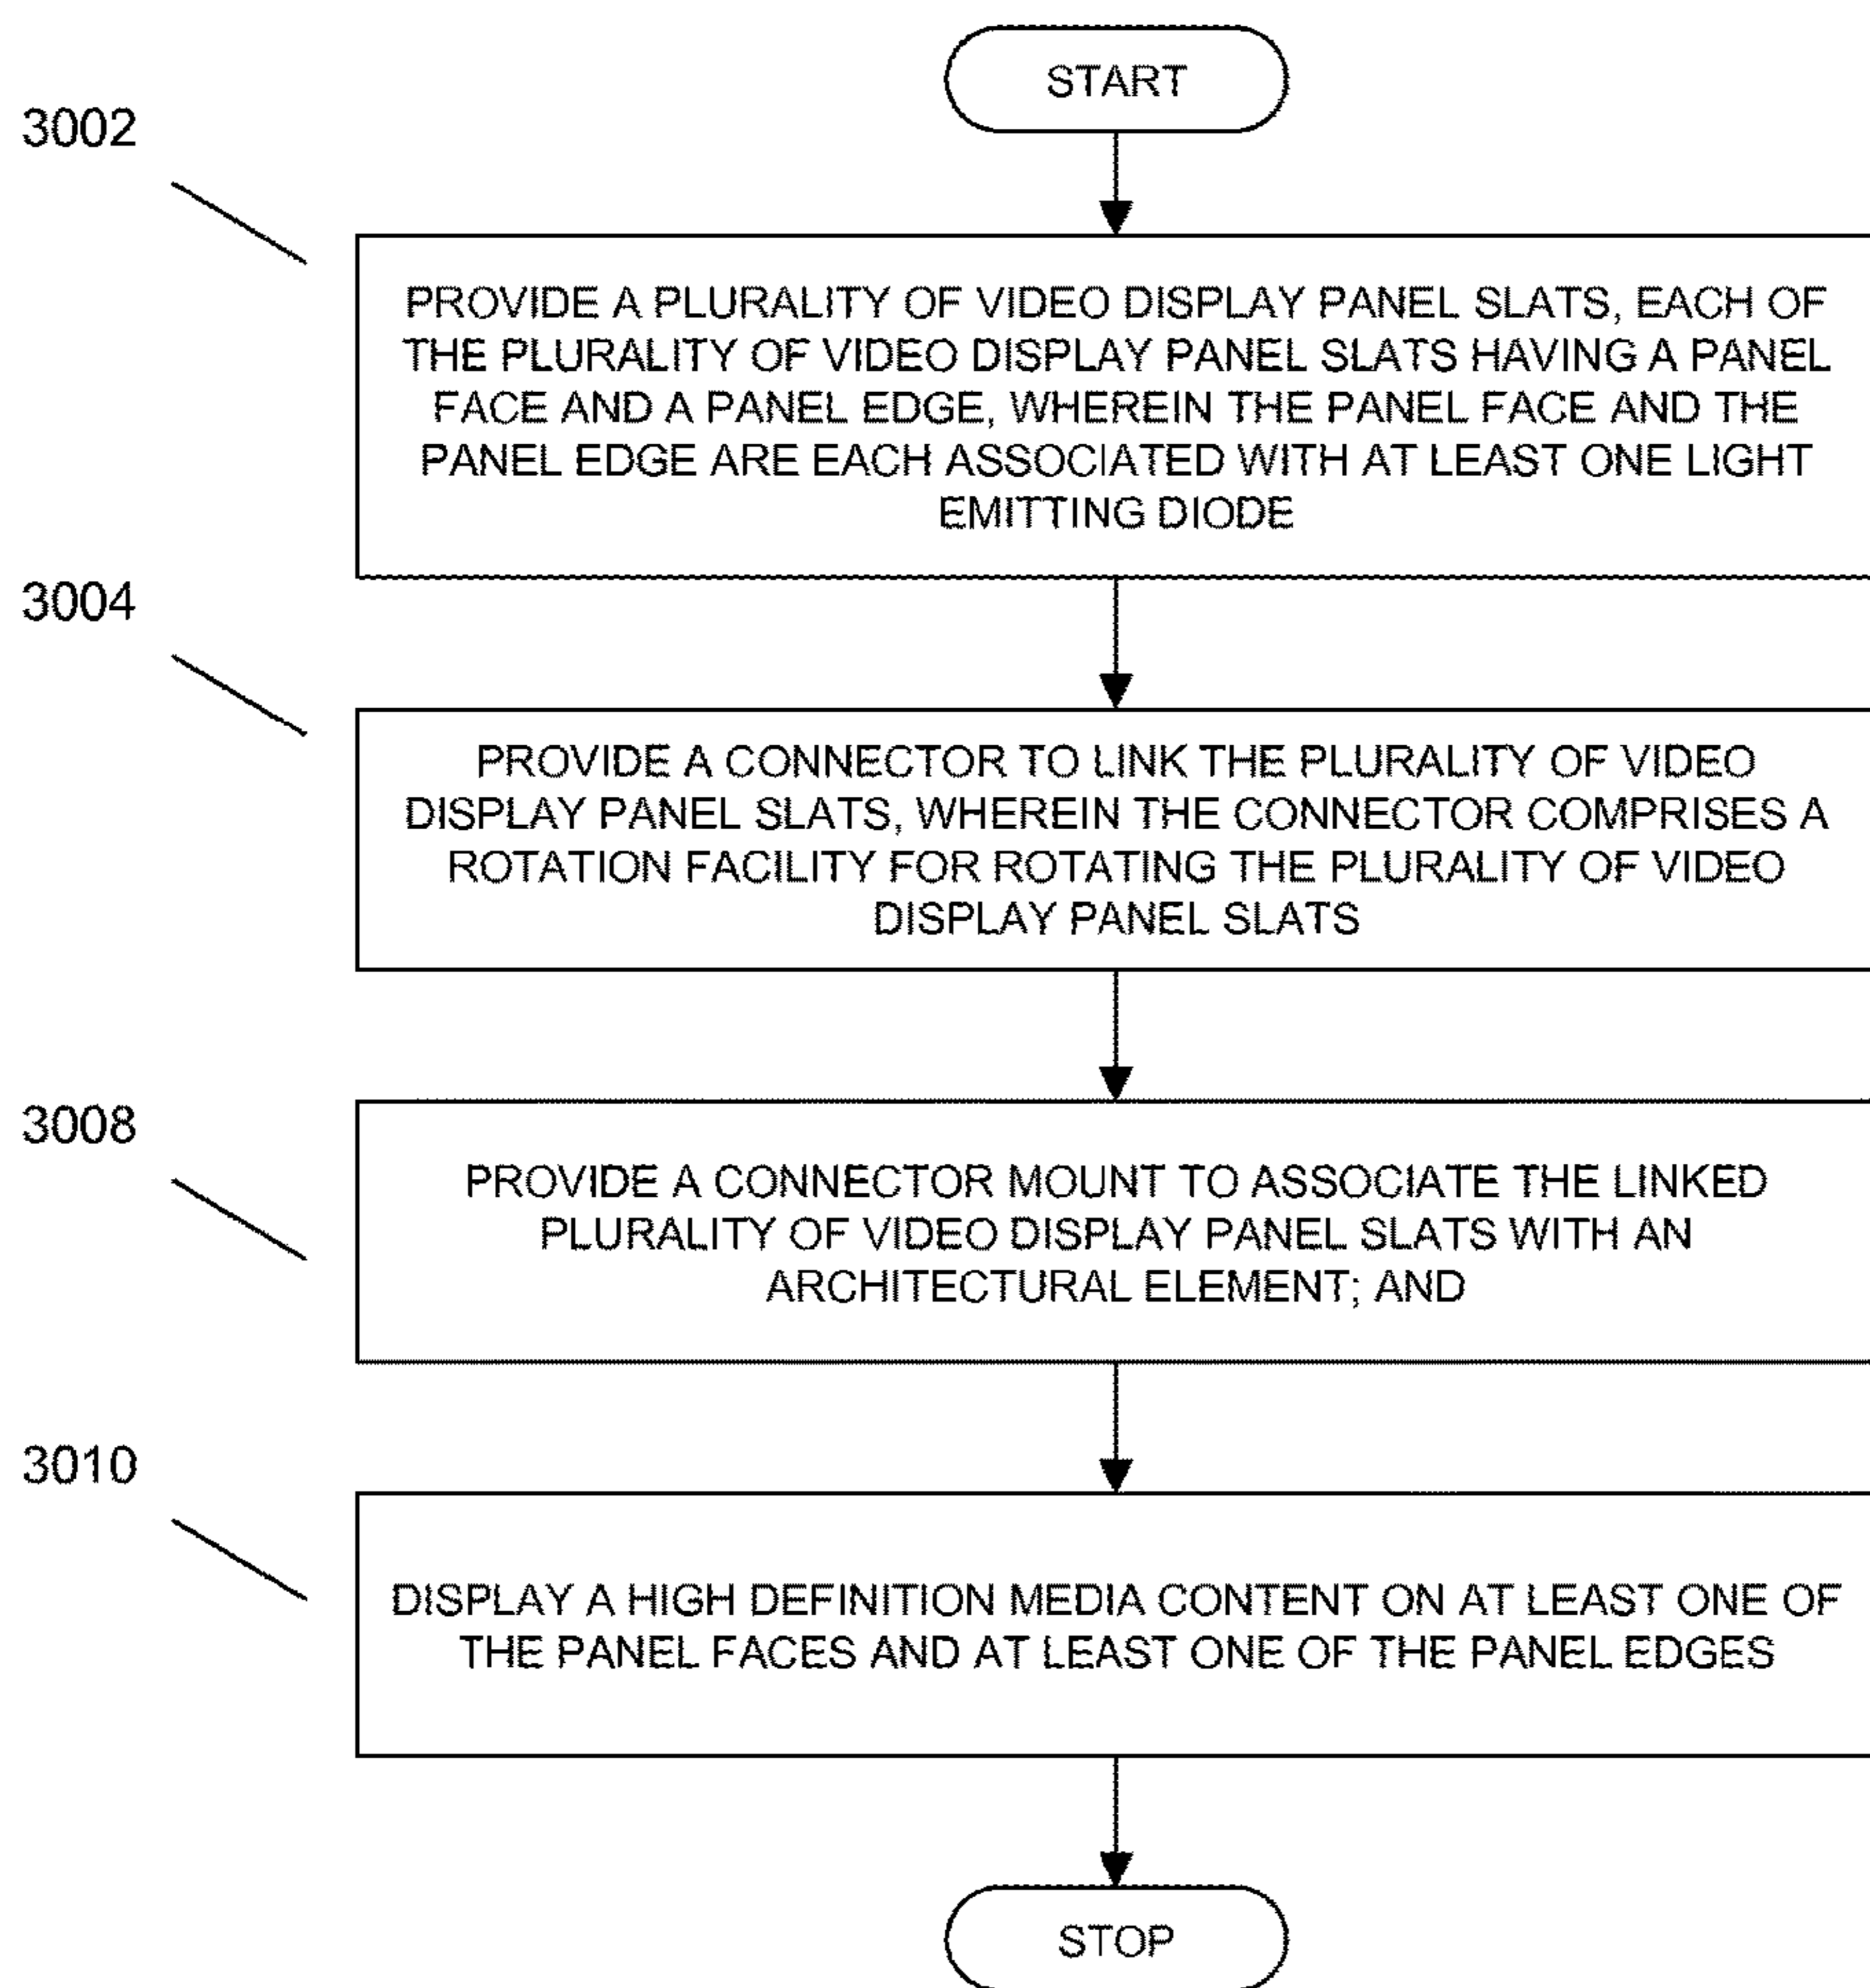 START
3002
PROVIDE A PLURALITY OF VIDEO DISPLAY PANEL SLATS, EACH OF
THE PLURALITY OF VIDEO DISPLAY PANEL SLATS HAVING A PANEL
FACE AND A PANEL EDGE, WHEREIN THE PANEL FACE AND THE
PANEL EDGE ARE EACH ASSOCIATED WITH AT LEAST ONE LIGHT
EMITTING DIODE
3004
PROVIDE A CONNECTOR TO LINK THE PLURALITY OF VIDEO
DISPLAY PANEL SLATS, WHEREIN THE CONNECTOR COMPRISES A
ROTATION FACILITY FOR ROTATING THE PLURALITY OF VIDEO
DISPLAY PANEL SLATS
3008
PROVIDE A CONNECTOR MOUNT TO ASSOCIATE THE LINKED
PLURALITY OF VIDEO DISPLAY PANEL SLATS WITH AN
ARCHITECTURAL ELEMENT; AND
3010
DISPLAY A HIGH DEFINITION MEDIA CONTENT ON AT LEAST ONE OF
THE PANEL FACES AND AT LEAST ONE OF THE PANEL EDGES
STOP